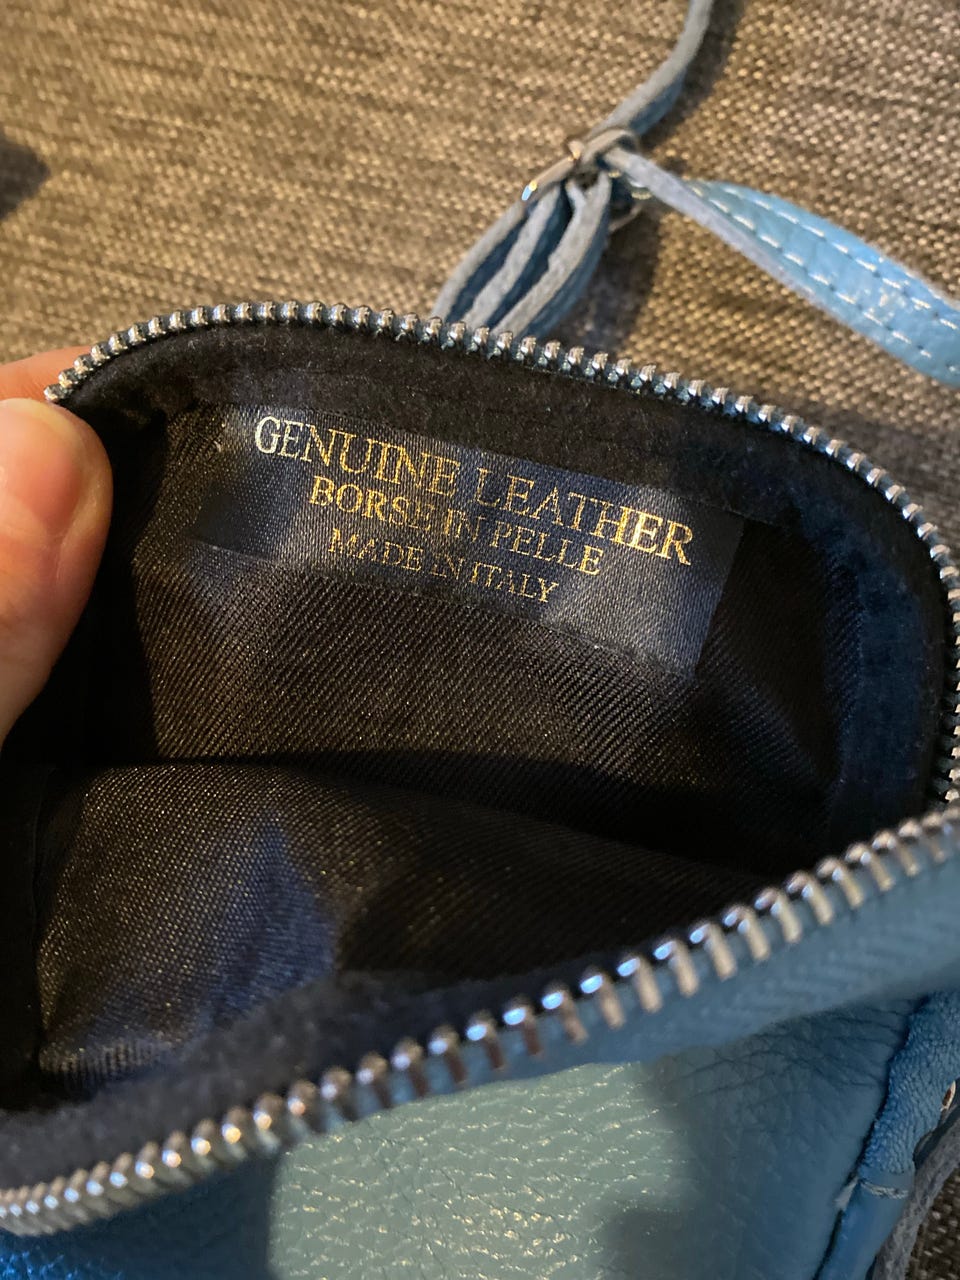 GENUINE LEATHER
BORSE IN PELLE
MADE IN ITALY